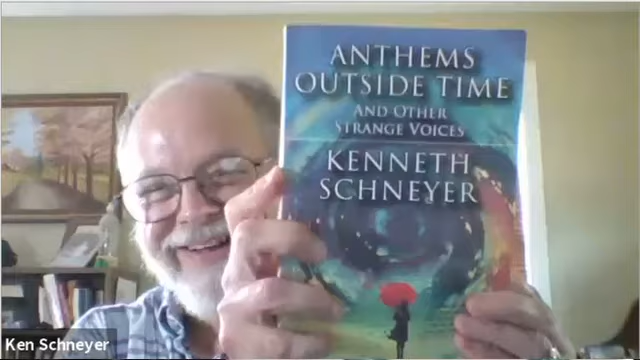 ANTHEMS
OUTSIDE TIME
AND OTHER
STRANGE VOICES
KENNETH
SCHNEYER
Ken Schneyer